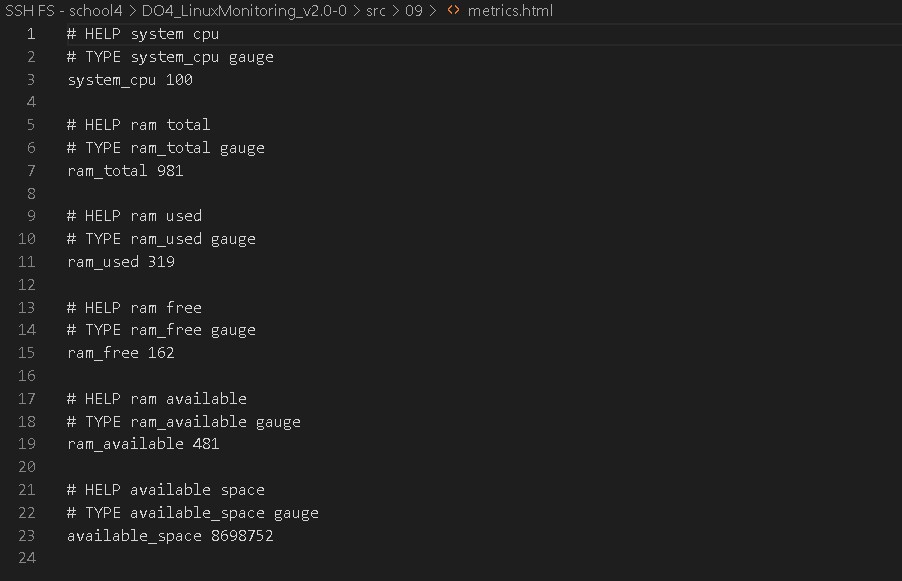 SSH FS - school4 > DO4_LinuxMonitoring_v2.0-0 > src > 09 > <> metrics.html
1 # HELP system cpu
2 # TYPE system_cpu gauge
3 system_cpu 100
4
5 # HELP ram total
6 # TYPE ram_total gauge
7 ram_total 981
8
9 # HELP ram used
10 # TYPE ram_used gauge
11 ram_used 319
12
13 # HELP ram free
14 # TYPE ram_free gauge
15 ram_free 162
16
17 # HELP ram available
18 # TYPE ram_available gauge
19 ram_available 481
20
21 # HELP available space
22 # TYPE available_space gauge
23 available_space 8698752
24